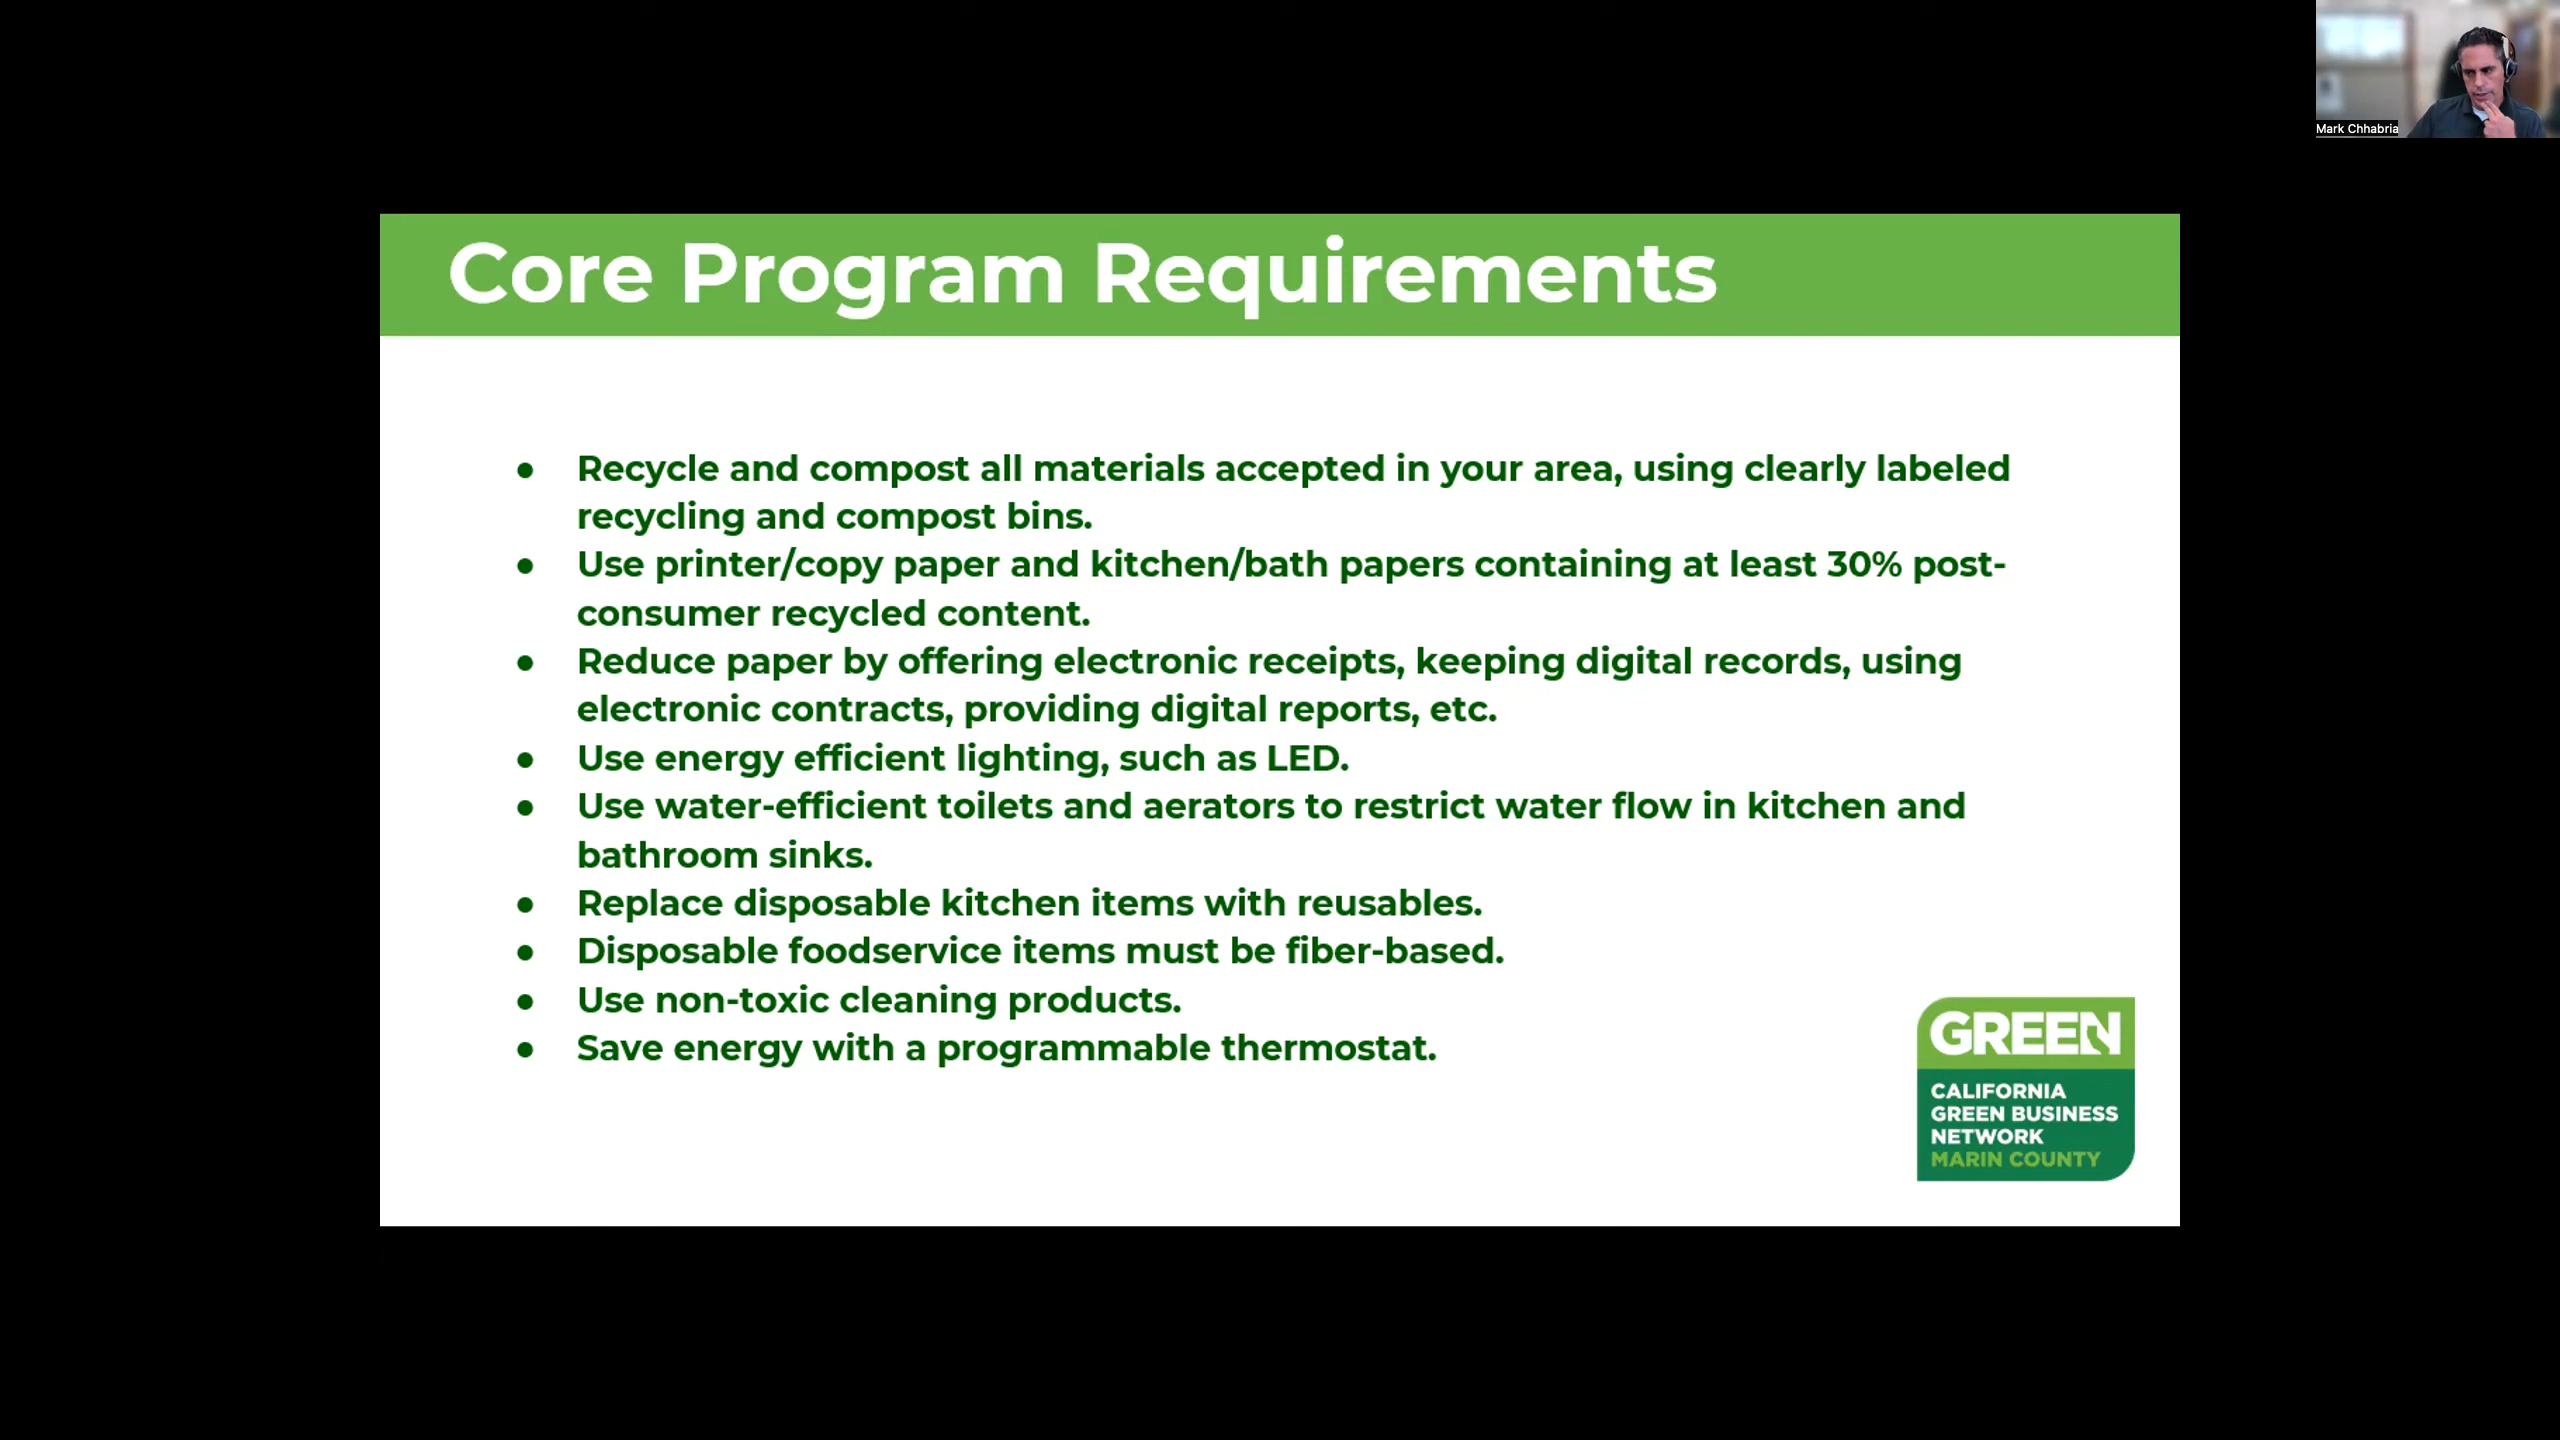 Mark Chhabria
Core Program Requirements
● Recycle and compost all materials accepted in your area, using clearly labeled
recycling and compost bins.
● Use printer/copy paper and kitchen/bath papers containing at least 30% post-
consumer recycled content.
● Reduce paper by offering electronic receipts, keeping digital records, using
electronic contracts, providing digital reports, etc.
● Use energy efficient lighting, such as LED.
● Use water-efficient toilets and aerators to restrict water flow in kitchen and
bathroom sinks.
● Replace disposable kitchen items with reusables.
● Disposable foodservice items must be fiber-based.
● Use non-toxic cleaning products.
● Save energy with a programmable thermostat.
GREEN
CALIFORNIA
GREEN BUSINESS
NETWORK
MARIN COUNTY